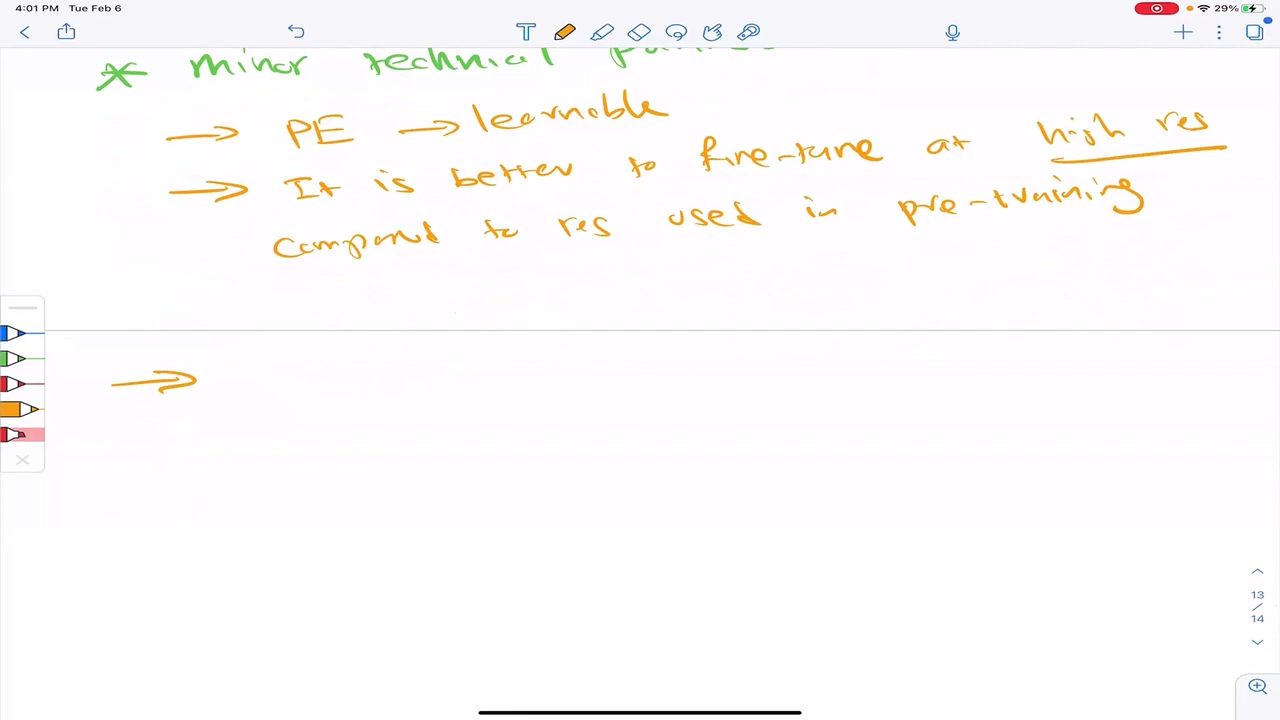 4:01 PM Tue Feb 6
29%
* Minor technical
→ PE → learnable
→ It is better to fine-tune at high res
compared to res used in pre-training
→
13
/
14